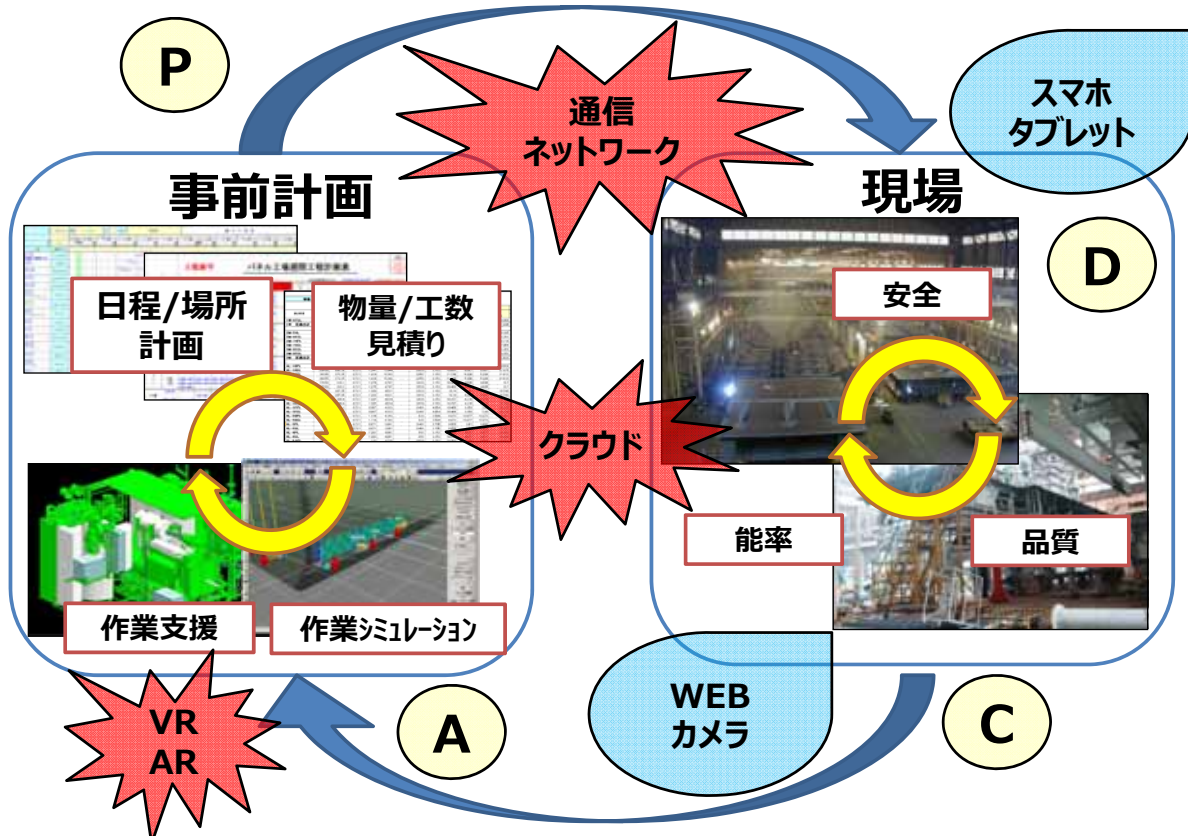 P
通信
ネットワーク
スマホ
タブレット
事前計画
現場
D
日程/場所
計画
物量/工数
見積り
安全
クラウド
能率
品質
作業支援
作業シミュレーション
VR
AR
A
WEB
カメラ
C